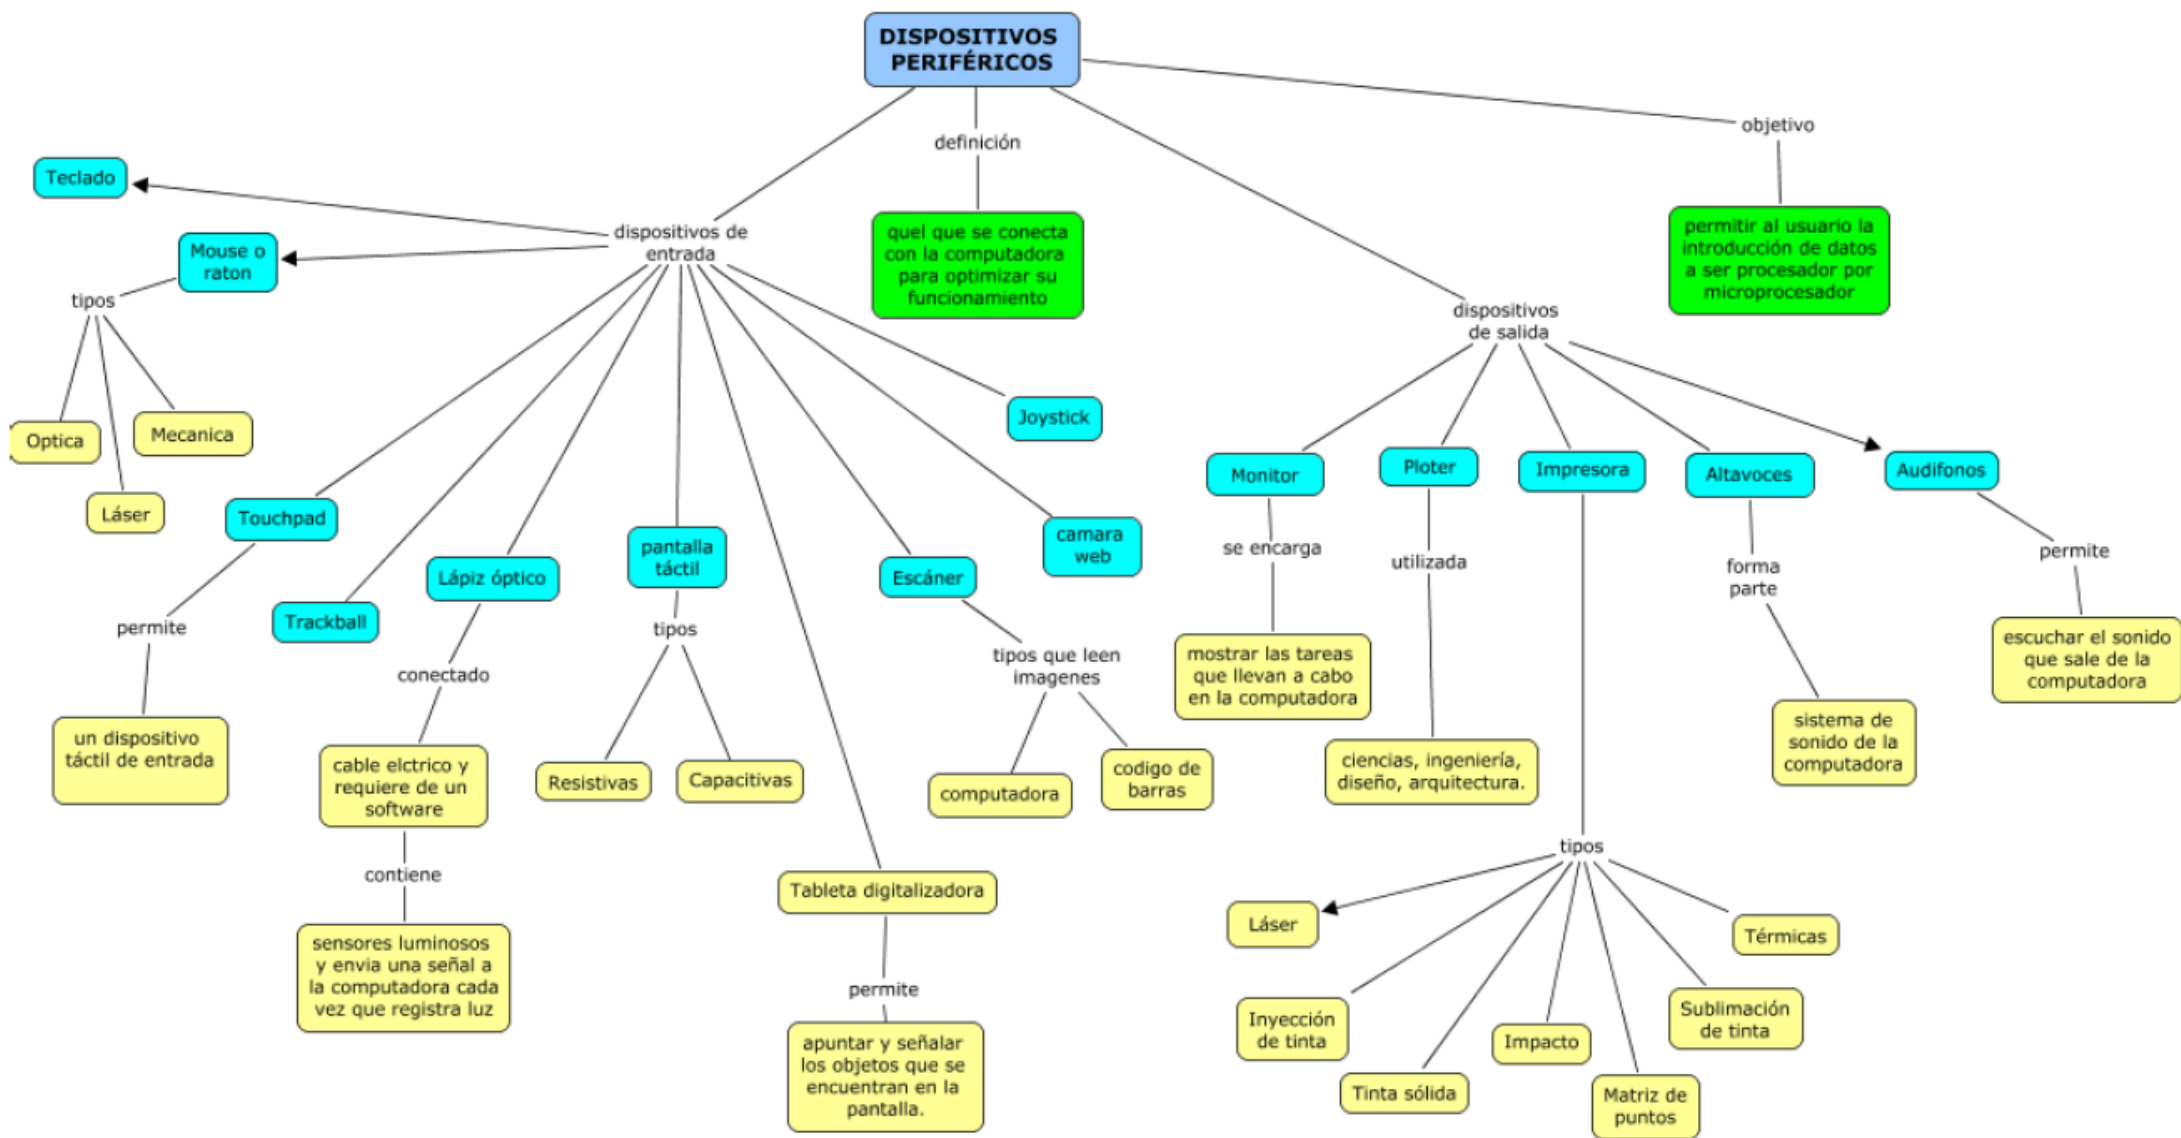 DISPOSITIVOS
PERIFÉRICOS
definición
quel que se conecta
con la computadora
para optimizar su
funcionamiento
objetivo
permitir al usuario la
introducción de datos
a ser procesador por
microprocesador
dispositivos de
entrada
Teclado
Mouse o
raton
tipos
Optica
Láser
Mecanica
Touchpad
permite
un dispositivo
táctil de entrada
Trackball
Lápiz óptico
conectado
cable elctrico y
requiere de un
software
contiene
sensores luminosos
y envia una señal a
la computadora cada
vez que registra luz
pantalla
táctil
tipos
Resistivas
Capacitivas
Tableta digitalizadora
permite
apuntar y señalar
los objetos que se
encuentran en la
pantalla.
Escáner
tipos que leen
imagenes
computadora
codigo de
barras
camara
web
Joystick
dispositivos
de salida
Monitor
se encarga
mostrar las tareas
que llevan a cabo
en la computadora
Ploter
utilizada
ciencias, ingeniería,
diseño, arquitectura.
Impresora
tipos
Láser
Inyección
de tinta
Tinta sólida
Impacto
Matriz de
puntos
Sublimación
de tinta
Térmicas
Altavoces
forma
parte
sistema de
sonido de la
computadora
Audifonos
permite
escuchar el sonido
que sale de la
computadora